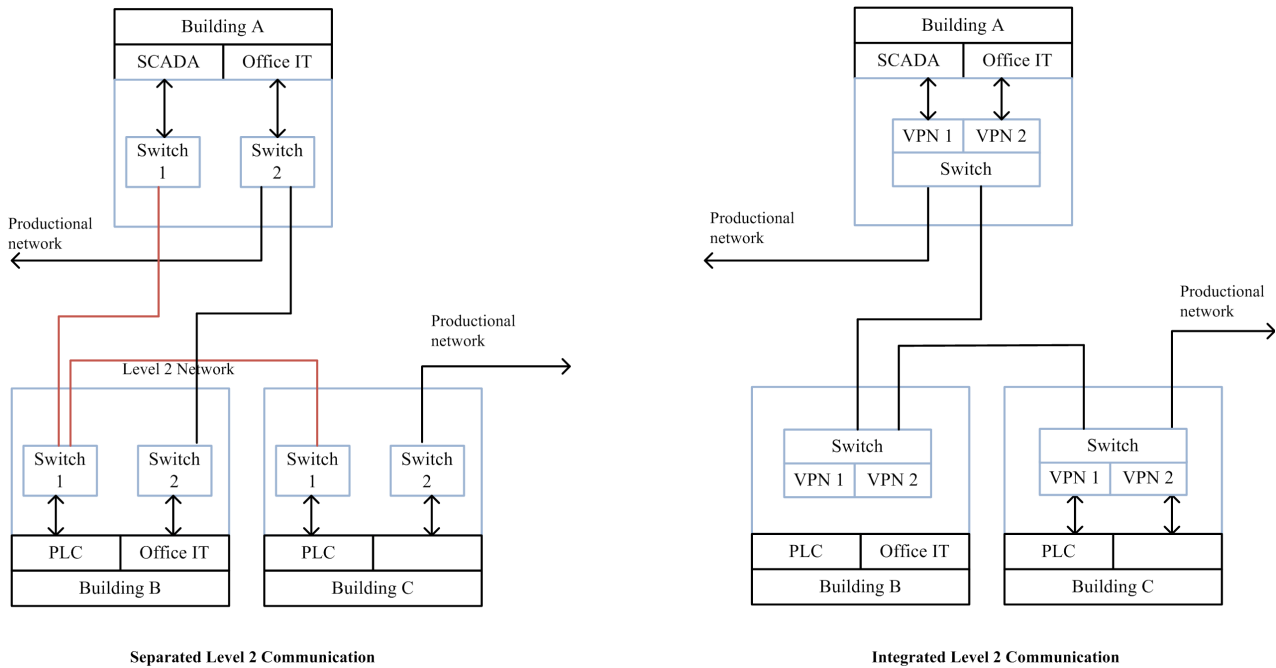 Building A
SCADA
Office IT
Switch
1
Switch
2
Productional
network
Productional
network
Level 2 Network
Switch
1
Switch
2
Switch
1
Switch
2
PLC
Office IT
PLC
Building B
Building C
Separated Level 2 Communication
Building A
SCADA
Office IT
VPN 1
VPN 2
Switch
Productional
network
Productional
network
Switch
VPN 1
VPN 2
Switch
VPN 1
VPN 2
PLC
Office IT
PLC
Building B
Building C
Integrated Level 2 Communication